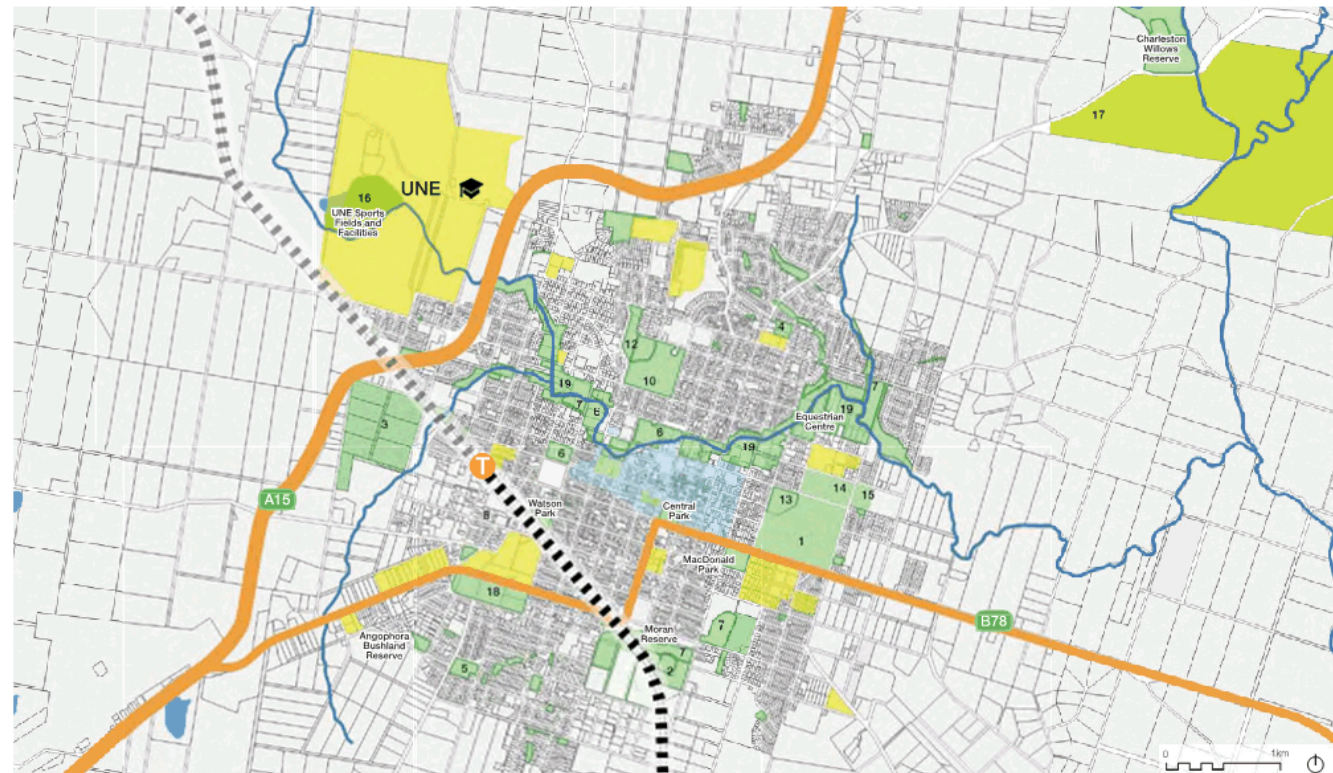 Charleston
Willows
Reserve
17
16
UNE
UNE Sports
Fields and
Facilities
4
12
10
19
7
6
3
7
19
Equestrian
Centre
6
19
6
T
A15
Watson
Park
8
Central
Park
13
14
15
1
MacDonald
Park
18
B78
7
Moran
Reserve
7
2
Angophora
Bushland
Reserve
5
0
1km